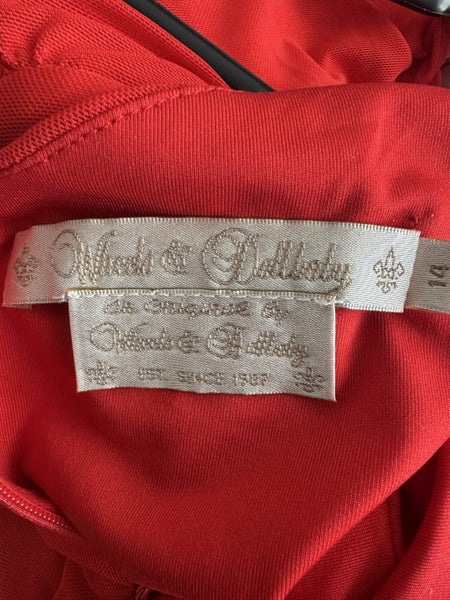 Wheels & Dollbaby
14
An Original By
Wheels & Dollbaby
EST. SINCE 1987